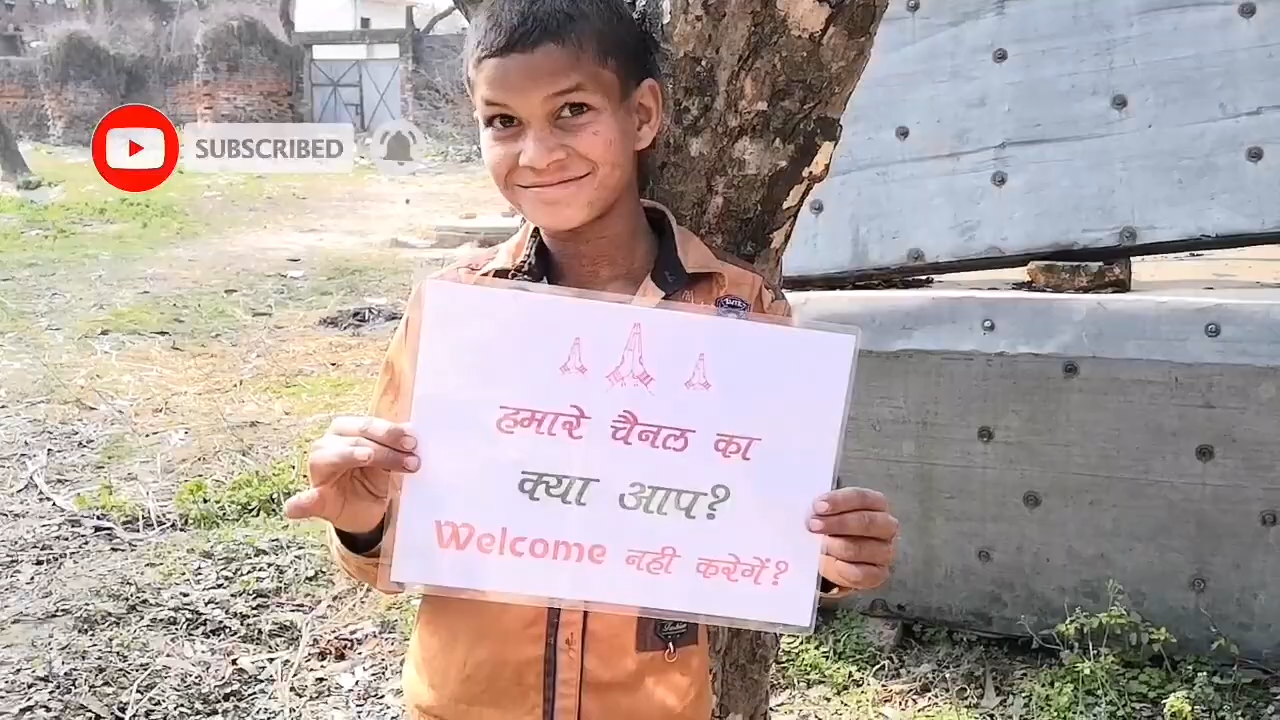 SUBSCRIBED
हमारे चैनल का
क्या आप?
Welcome नही करेगें?